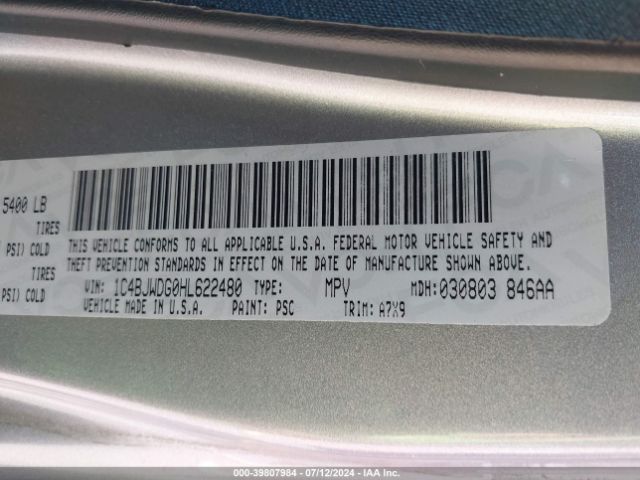 5400 LB
TIRES
PSI) COLD
TIRES
PSI) COLD
THIS VEHICLE CONFORMS TO ALL APPLICABLE U.S.A. FEDERAL MOTOR VEHICLE SAFETY AND
THEFT PREVENTION STANDARDS IN EFFECT ON THE DATE OF MANUFACTURE SHOWN ABOVE.
VIN: 1C4BJWDG0HL622480 TYPE: MPV MDH: 030803 846AA
VEHICLE MADE IN U.S.A. PAINT: PSC TRIM: A7X9
000-39807984 - 07/12/2024 - IAA Inc.